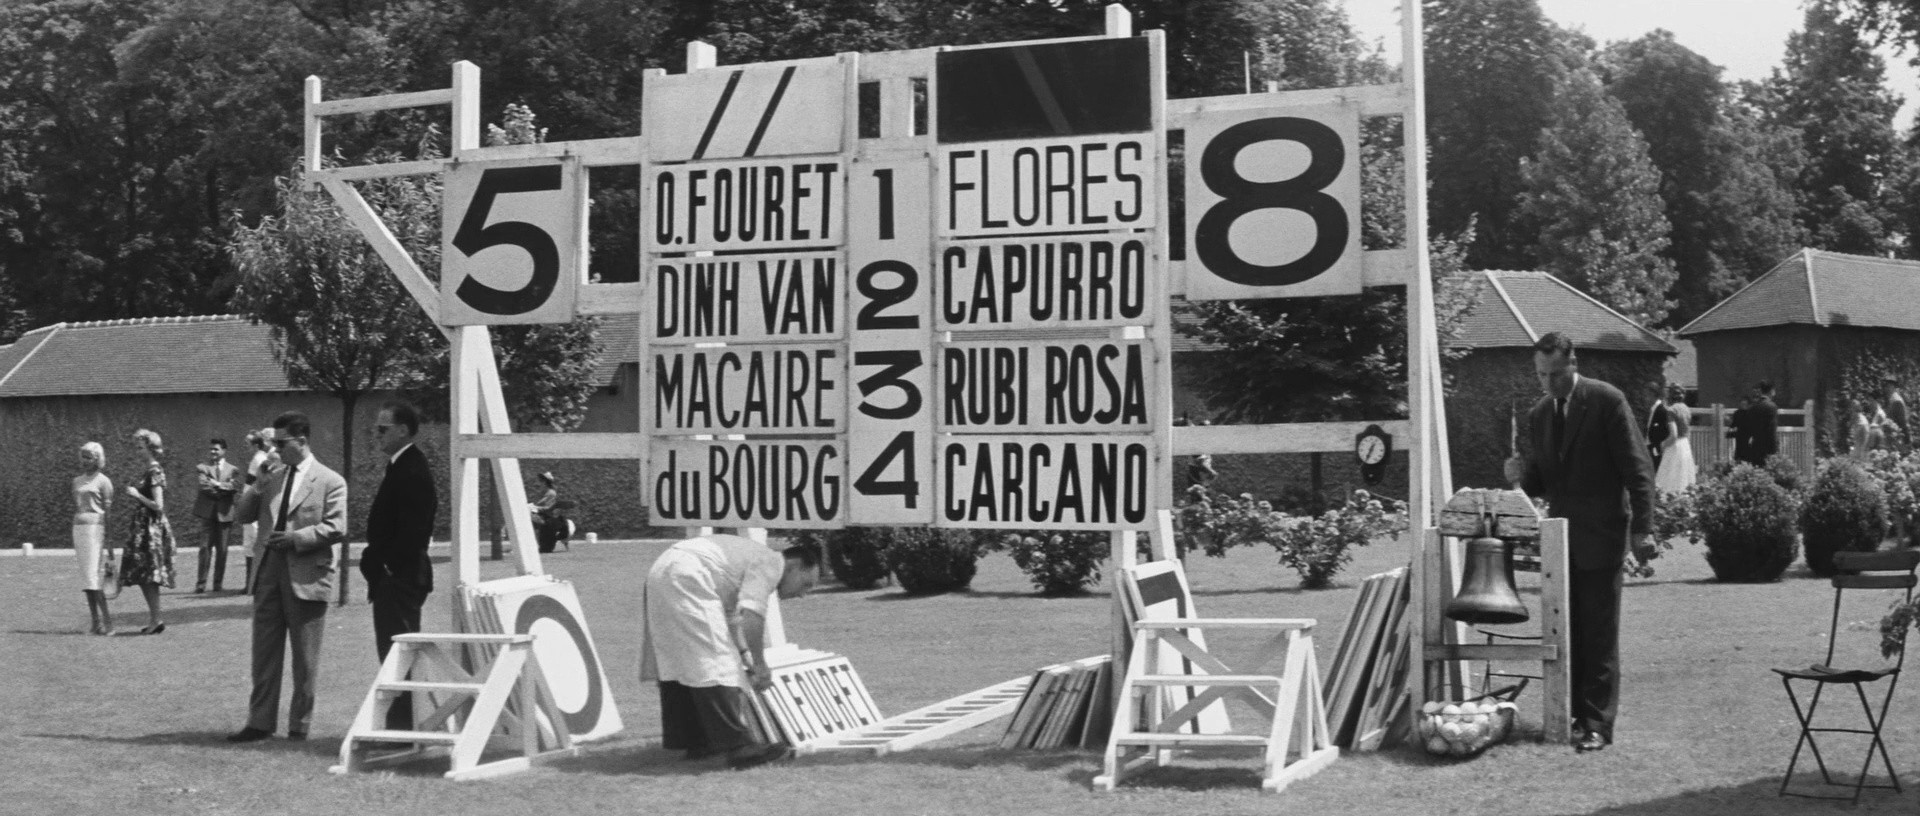 5
8
O.FOURET 1 FLORES
DINH VAN 2 CAPURRO
MACAIRE 3 RUBI ROSA
du BOURG 4 CARCANO
O.FOURET